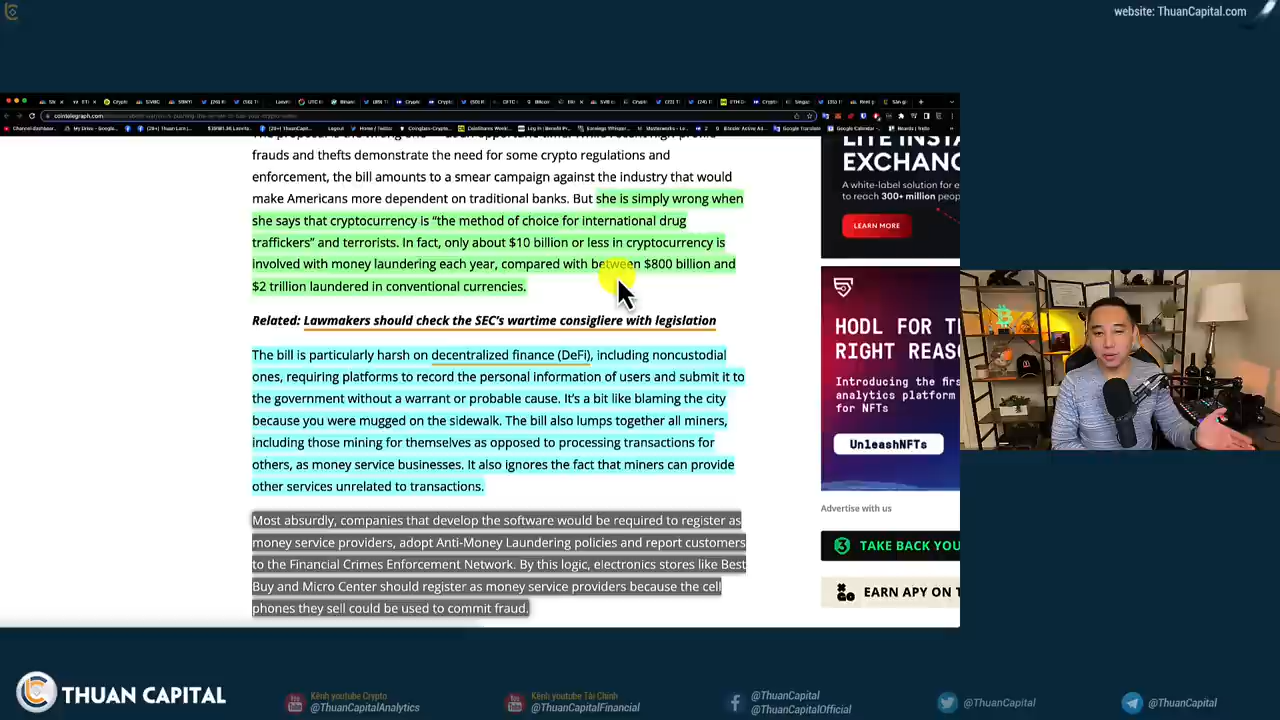 website: ThuanCapital.com
cointelegraph.com
frauds and thefts demonstrate the need for some crypto regulations and
enforcement, the bill amounts to a smear campaign against the industry that would
make Americans more dependent on traditional banks. But she is simply wrong when
she says that cryptocurrency is “the method of choice for international drug
traffickers” and terrorists. In fact, only about $10 billion or less in cryptocurrency is
involved with money laundering each year, compared with between $800 billion and
$2 trillion laundered in conventional currencies.
Related: Lawmakers should check the SEC’s wartime consigliere with legislation
The bill is particularly harsh on decentralized finance (DeFi), including noncustodial
ones, requiring platforms to record the personal information of users and submit it to
the government without a warrant or probable cause. It’s a bit like blaming the city
because you were mugged on the sidewalk. The bill also lumps together all miners,
including those mining for themselves as opposed to processing transactions for
others, as money service businesses. It also ignores the fact that miners can provide
other services unrelated to transactions.
Most absurdly, companies that develop the software would be required to register as
money service providers, adopt Anti-Money Laundering policies and report customers
to the Financial Crimes Enforcement Network. By this logic, electronics stores like Best
Buy and Micro Center should register as money service providers because the cell
phones they sell could be used to commit fraud.
LITE INSTA
EXCHANG
A white-label solution for e
to reach 300+ million peop
LEARN MORE
HODL FOR T
RIGHT REAS
Introducing the firs
analytics platform
for NFTs
UnleashNFTs
Advertise with us
TAKE BACK YOU
EARN APY ON T
THUAN CAPITAL
Kênh youtube Crypto
@ThuanCapitalAnalytics
Kênh youtube Tài Chính
@ThuanCapitalFinancial
@ThuanCapital
@ThuanCapitalOfficial
@ThuanCapital
@ThuanCapital